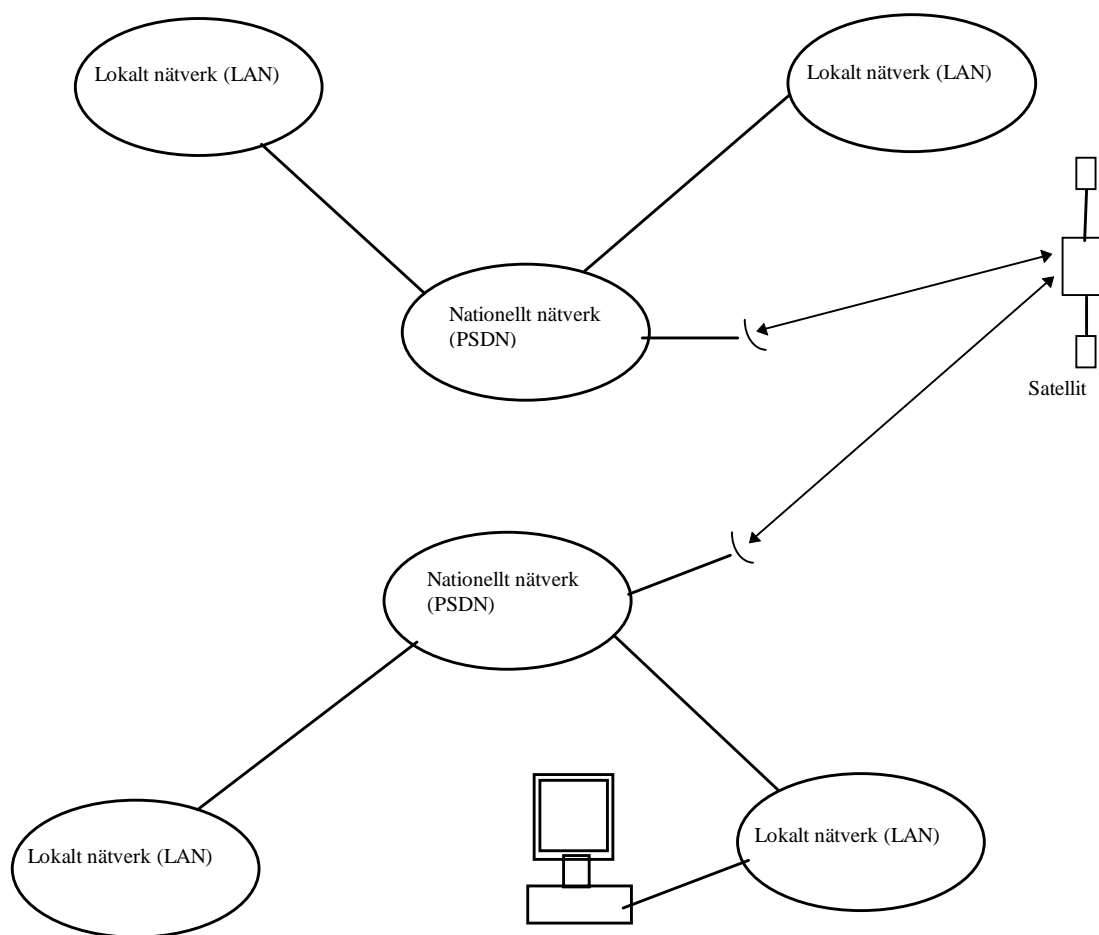 Lokalt nätverk (LAN)
Lokalt nätverk (LAN)
Nationellt nätverk
(PSDN)
Satellit
Nationellt nätverk
(PSDN)
Lokalt nätverk (LAN)
Lokalt nätverk (LAN)